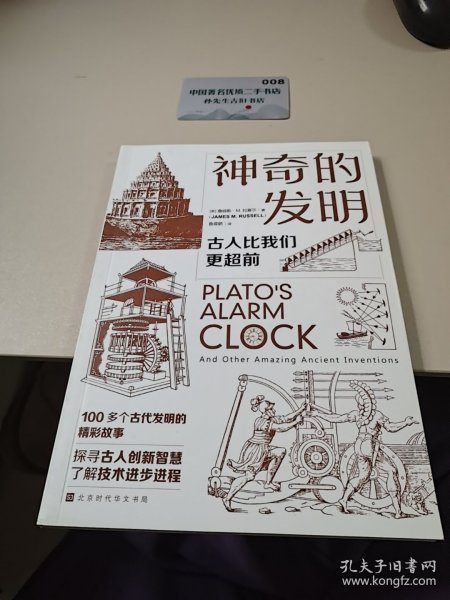 008
中国著名优质二手书店
孙先生古旧书店
神奇的
发明
[英] 詹姆斯·M. 拉塞尔 著
(JAMES M. RUSSELL)
古人比我们
更超前
PLATO'S
ALARM
CLOCK
And Other Amazing Ancient Inventions
100多个古代发明的
精彩故事
探寻古人创新智慧
了解技术进步进程
北京时代华文书局
孔夫子旧书网
www.kongfz.com